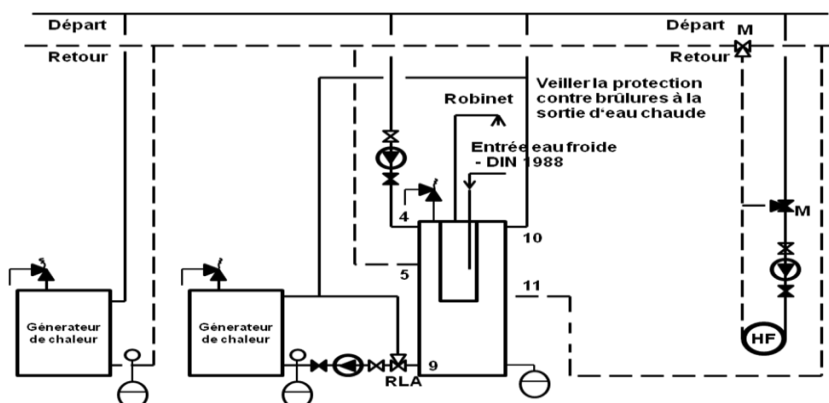 Départ
Départ
M
Retour
Retour
Veiller la protection
contre brûlures à la
sortie d'eau chaude
Robinet
Entrée eau froide
- DIN 1988
4
M
10
5
11
Génerateur
de chaleur
Génerateur
de chaleur
HF
9
RLA